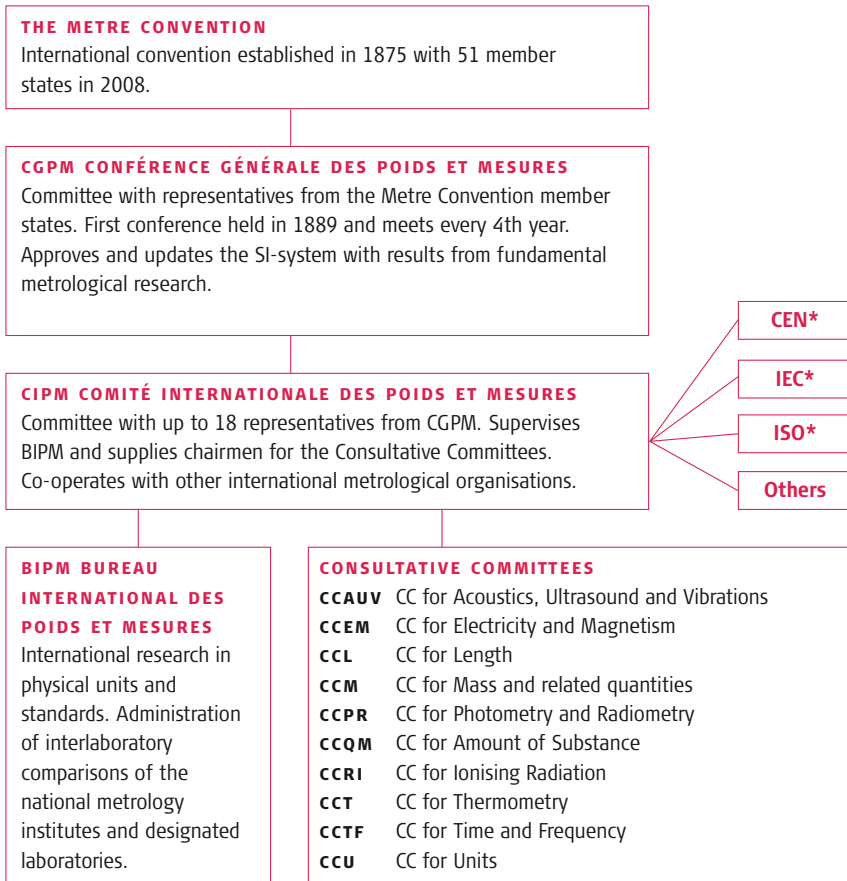 THE METRE CONVENTION
International convention established in 1875 with 51 member
states in 2008.
CGPM CONFÉRENCE GÉNÉRALE DES POIDS ET MESURES
Committee with representatives from the Metre Convention member
states. First conference held in 1889 and meets every 4th year.
Approves and updates the SI-system with results from fundamental
metrological research.
CIPM COMITÉ INTERNATIONALE DES POIDS ET MESURES
Committee with up to 18 representatives from CGPM. Supervises
BIPM and supplies chairmen for the Consultative Committees.
Co-operates with other international metrological organisations.
CEN*
IEC*
ISO*
Others
BIPM BUREAU
INTERNATIONAL DES
POIDS ET MESURES
International research in
physical units and
standards. Administration
of interlaboratory
comparisons of the
national metrology
institutes and designated
laboratories.
CONSULTATIVE COMMITTEES
CCAUV CC for Acoustics, Ultrasound and Vibrations
CCEM CC for Electricity and Magnetism
CCL CC for Length
CCM CC for Mass and related quantities
CCPR CC for Photometry and Radiometry
CCQM CC for Amount of Substance
CCRI CC for Ionising Radiation
CCT CC for Thermometry
CCTF CC for Time and Frequency
CCU CC for Units